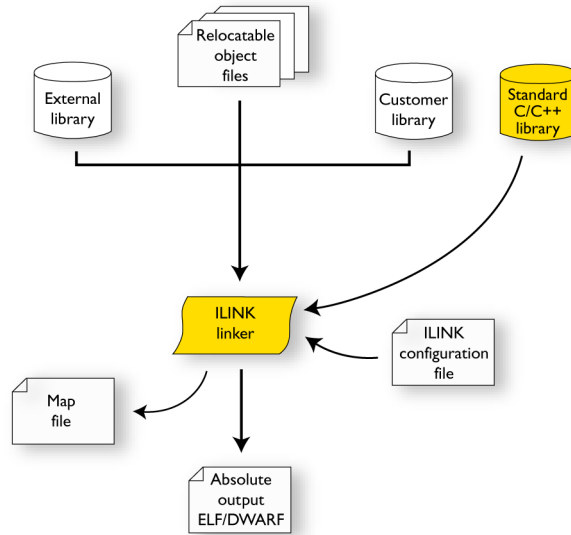 Relocatable
object
files
External
library
Customer
library
Standard
C/C++
library
ILINK
linker
ILINK
configuration
file
Map
file
Absolute
output
ELF/DWARF